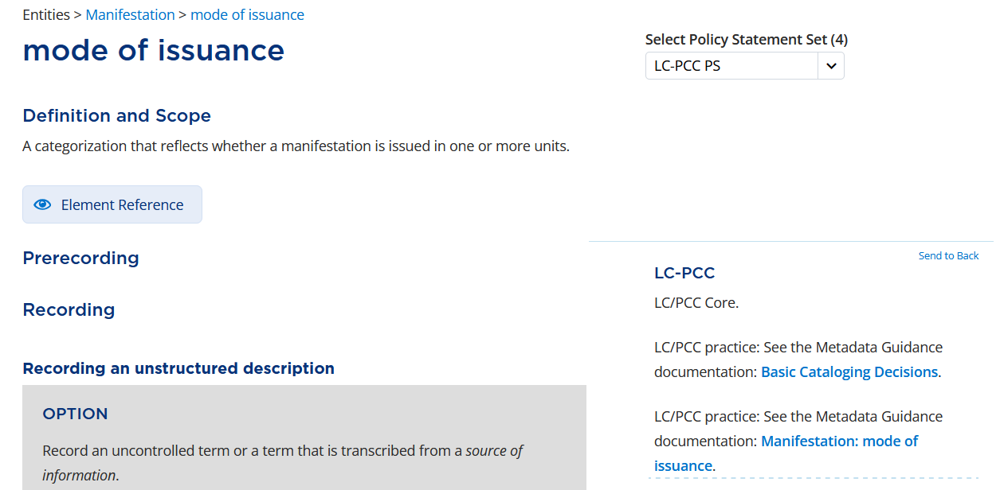 Entities > Manifestation > mode of issuance
mode of issuance
Select Policy Statement Set (4)
LC-PCC PS
Definition and Scope
A categorization that reflects whether a manifestation is issued in one or more units.
Element Reference
Prerecording
Recording
Recording an unstructured description
OPTION
Record an uncontrolled term or a term that is transcribed from a source of
information.
Send to Back
LC-PCC
LC/PCC Core.
LC/PCC practice: See the Metadata Guidance
documentation: Basic Cataloging Decisions.
LC/PCC practice: See the Metadata Guidance
documentation: Manifestation: mode of
issuance.